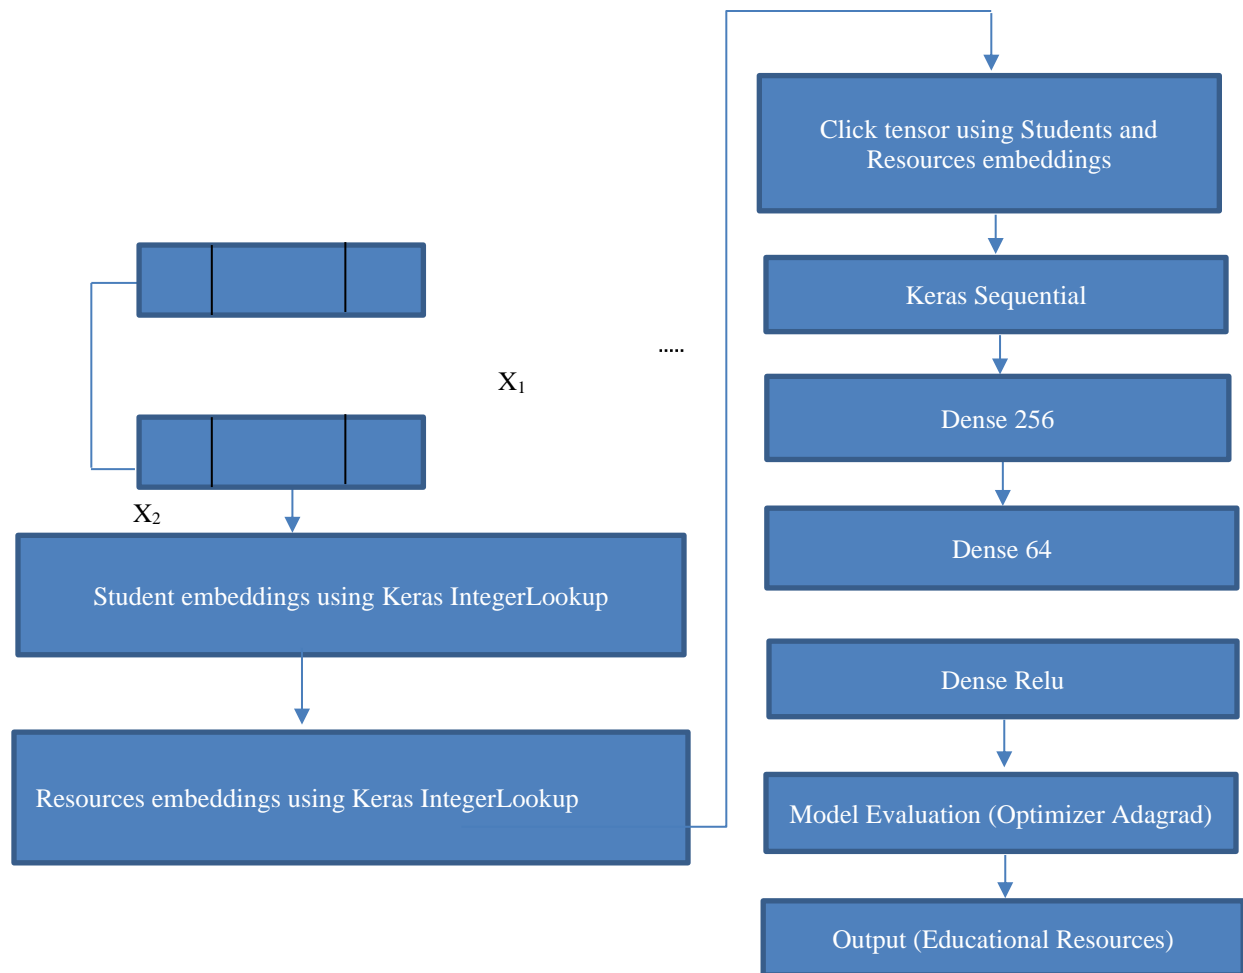 .....
X₁
X₂
Student embeddings using Keras IntegerLookup
Resources embeddings using Keras IntegerLookup
Click tensor using Students and
Resources embeddings
Keras Sequential
Dense 256
Dense 64
Dense Relu
Model Evaluation (Optimizer Adagrad)
Output (Educational Resources)